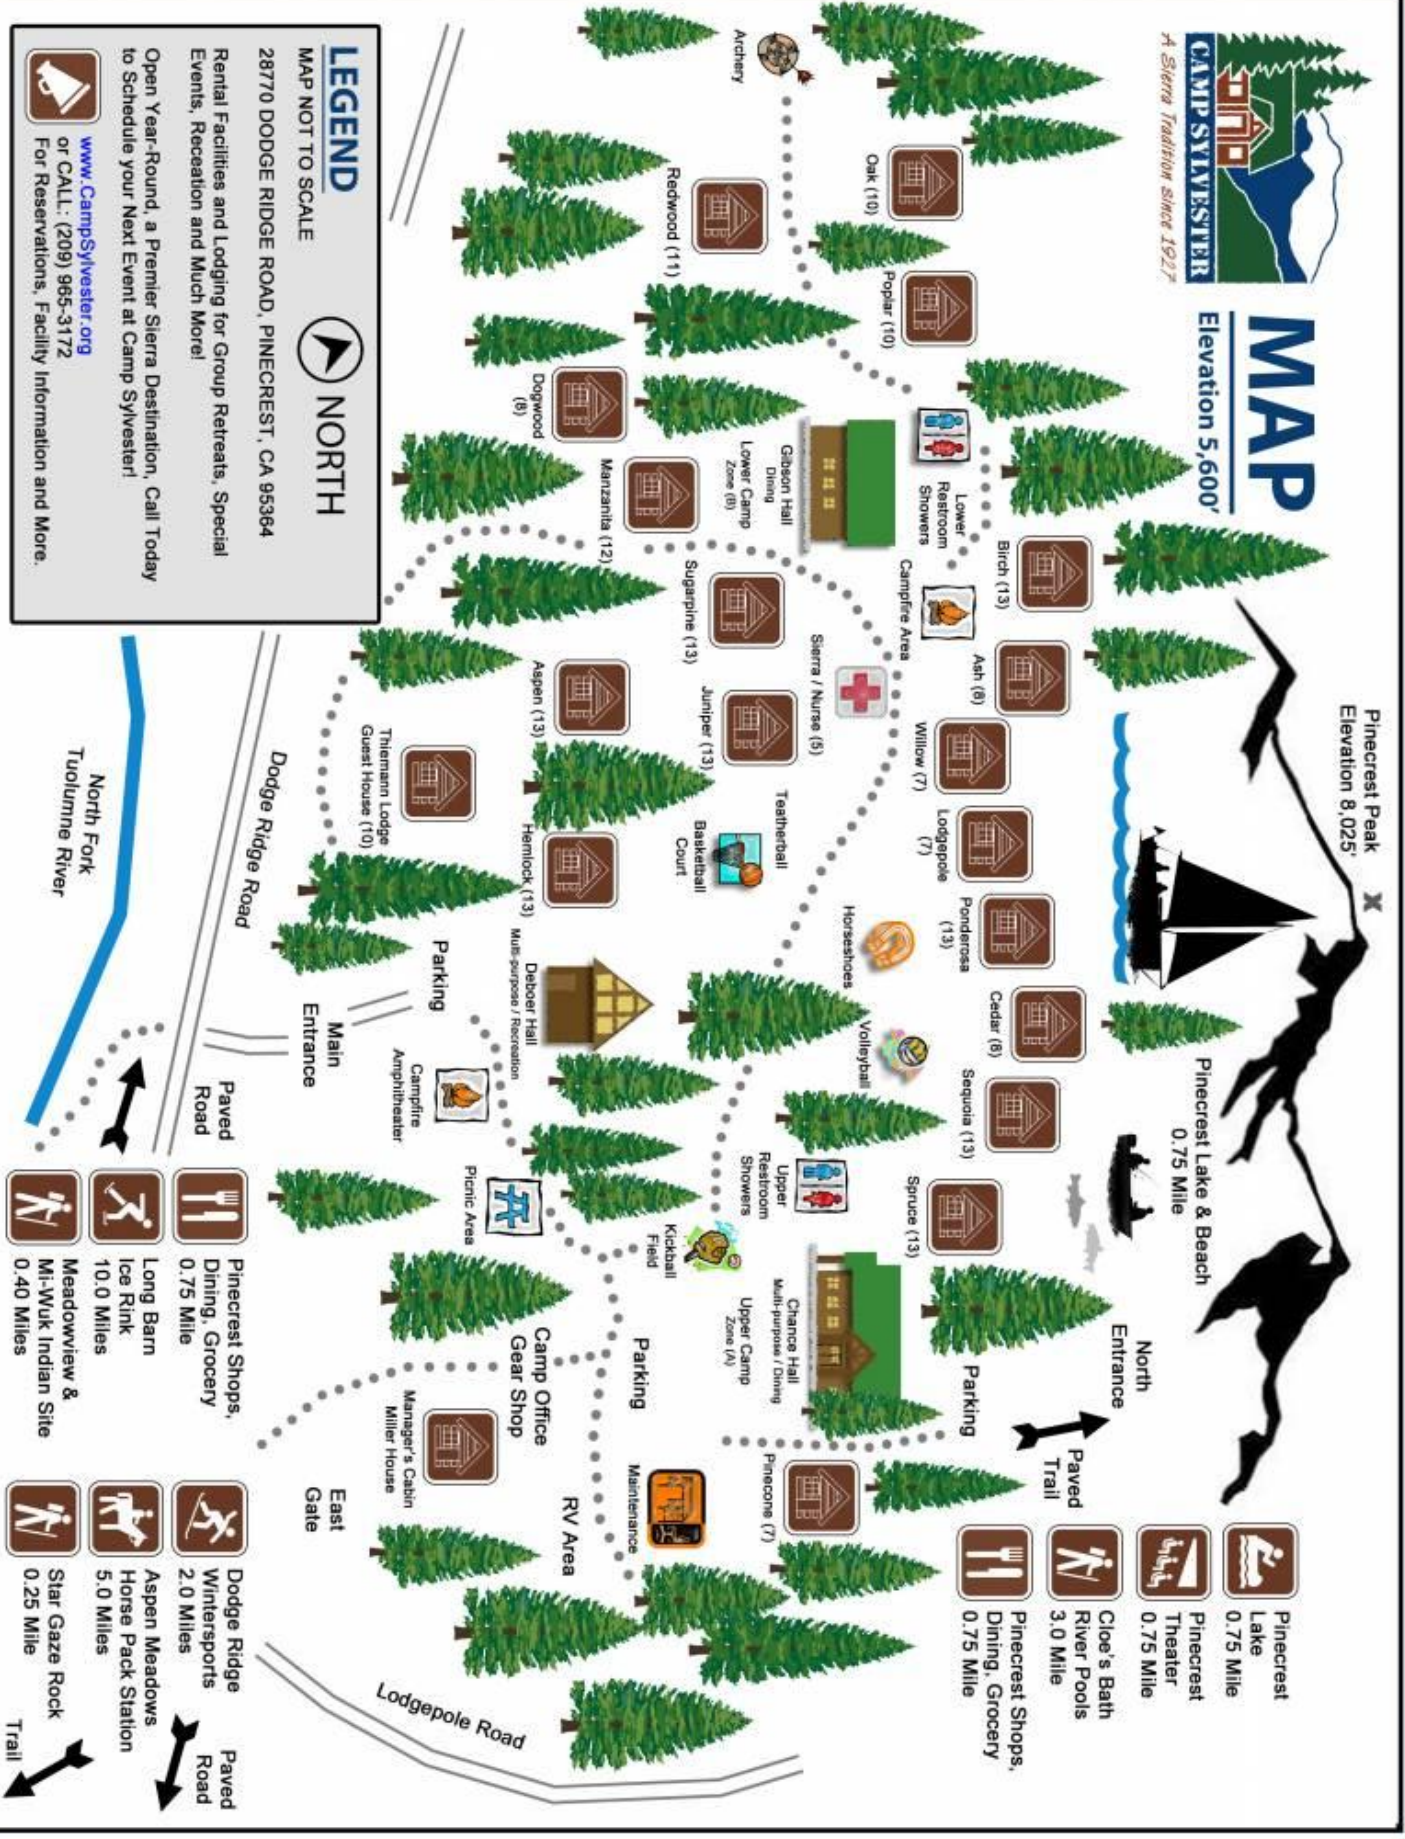 CAMP SYLVESTER
A Sierra Tradition since 1927
MAP
Elevation 5,600'
Pinecrest Peak
Elevation 8,025'
X
Pinecrest Lake & Beach
0.75 Mile
North
Entrance
Paved
Trail
Parking
Pinecrest
Lake
0.75 Mile
Pinecrest
Theater
0.75 Mile
Cloe's Bath
River Pools
3.0 Mile
Pinecrest Shops,
Dining, Grocery
0.75 Mile
Archery
Oak (10)
Redwood (11)
Poplar (10)
Dogwood
(8)
Manzanita (12)
Gibson Hall
Dining
Lower Camp
Zone (B)
Lower
Restroom
Showers
Birch (13)
Campfire Area
Ash (8)
Sugarpine (13)
Sierra / Nurse (5)
Juniper (13)
Aspen (13)
Willow (7)
Lodgepole
(7)
Ponderosa
(13)
Cedar (8)
Sequoia (13)
Spruce (13)
Teatherball
Basketball
Court
Horseshoes
Volleyball
Thiemann Lodge
Guest House (10)
Hemlock (13)
Deboer Hall
Multi-purpose / Recreation
Parking
Main
Entrance
Campfire
Amphitheater
Picnic Area
Upper
Restroom
Showers
Kickball
Field
Chance Hall
Multi-purpose / Dining
Upper Camp
Zone (A)
Pinecone (7)
Parking
Camp Office
Gear Shop
Manager's Cabin
Miller House
Maintenance
RV Area
East
Gate
Lodgepole Road
Dodge Ridge Road
North Fork
Tuolumne River
Paved
Road
LEGEND
MAP NOT TO SCALE
NORTH
28770 DODGE RIDGE ROAD, PINECREST, CA 95364
Rental Facilities and Lodging for Group Retreats, Special
Events, Receation and Much More!
Open Year-Round, a Premier Sierra Destination, Call Today
to Schedule your Next Event at Camp Sylvester!
www.CampSylvester.org
or CALL: (209) 965-3172
For Reservations, Facility Information and More.
Pinecrest Shops,
Dining, Grocery
0.75 Mile
Long Barn
Ice Rink
10.0 Miles
Meadowview &
Mi-Wuk Indian Site
0.40 Miles
Dodge Ridge
Wintersports
2.0 Miles
Aspen Meadows
Horse Pack Station
5.0 Miles
Star Gaze Rock
0.25 Mile
Paved
Road
Trail